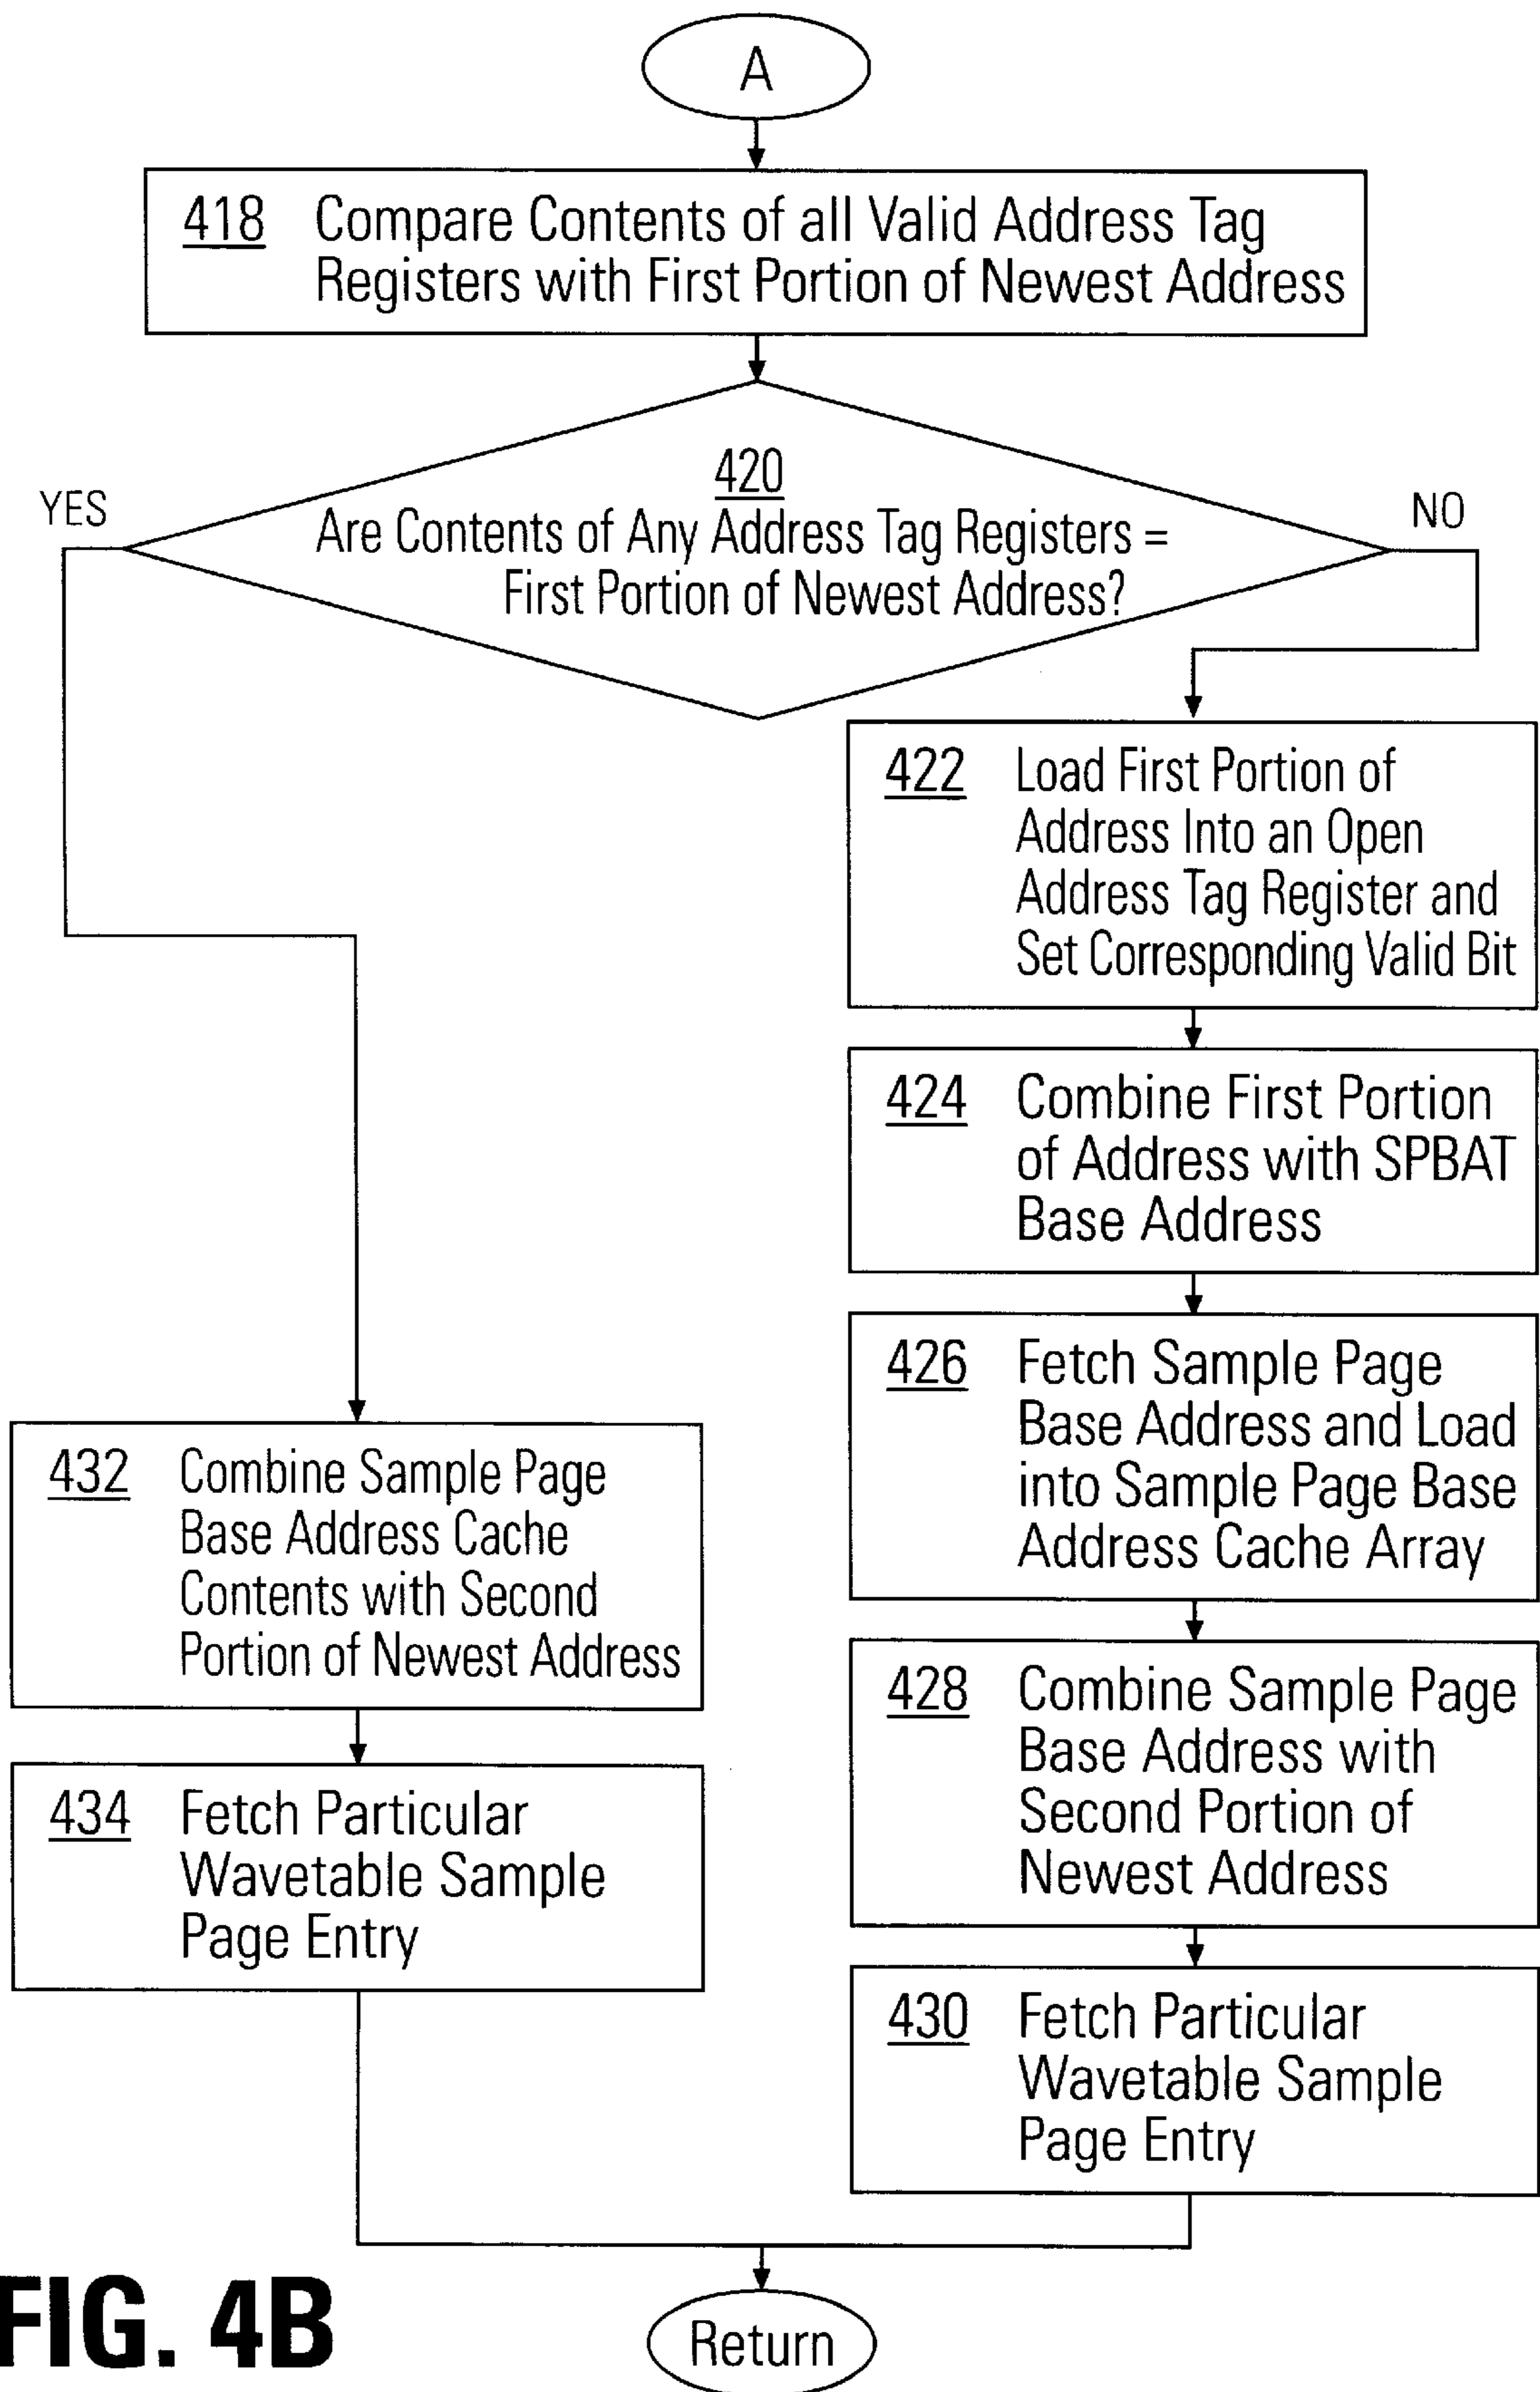 A
418 Compare Contents of all Valid Address Tag
Registers with First Portion of Newest Address
420
YES
NO
Are Contents of Any Address Tag Registers =
First Portion of Newest Address?
422 Load First Portion of
Address Into an Open
Address Tag Register and
Set Corresponding Valid Bit
424 Combine First Portion
of Address with SPBAT
Base Address
426 Fetch Sample Page
Base Address and Load
into Sample Page Base
Address Cache Array
428 Combine Sample Page
Base Address with
Second Portion of
Newest Address
430 Fetch Particular
Wavetable Sample
Page Entry
432 Combine Sample Page
Base Address Cache
Contents with Second
Portion of Newest Address
434 Fetch Particular
Wavetable Sample
Page Entry
Return
FIG. 4B